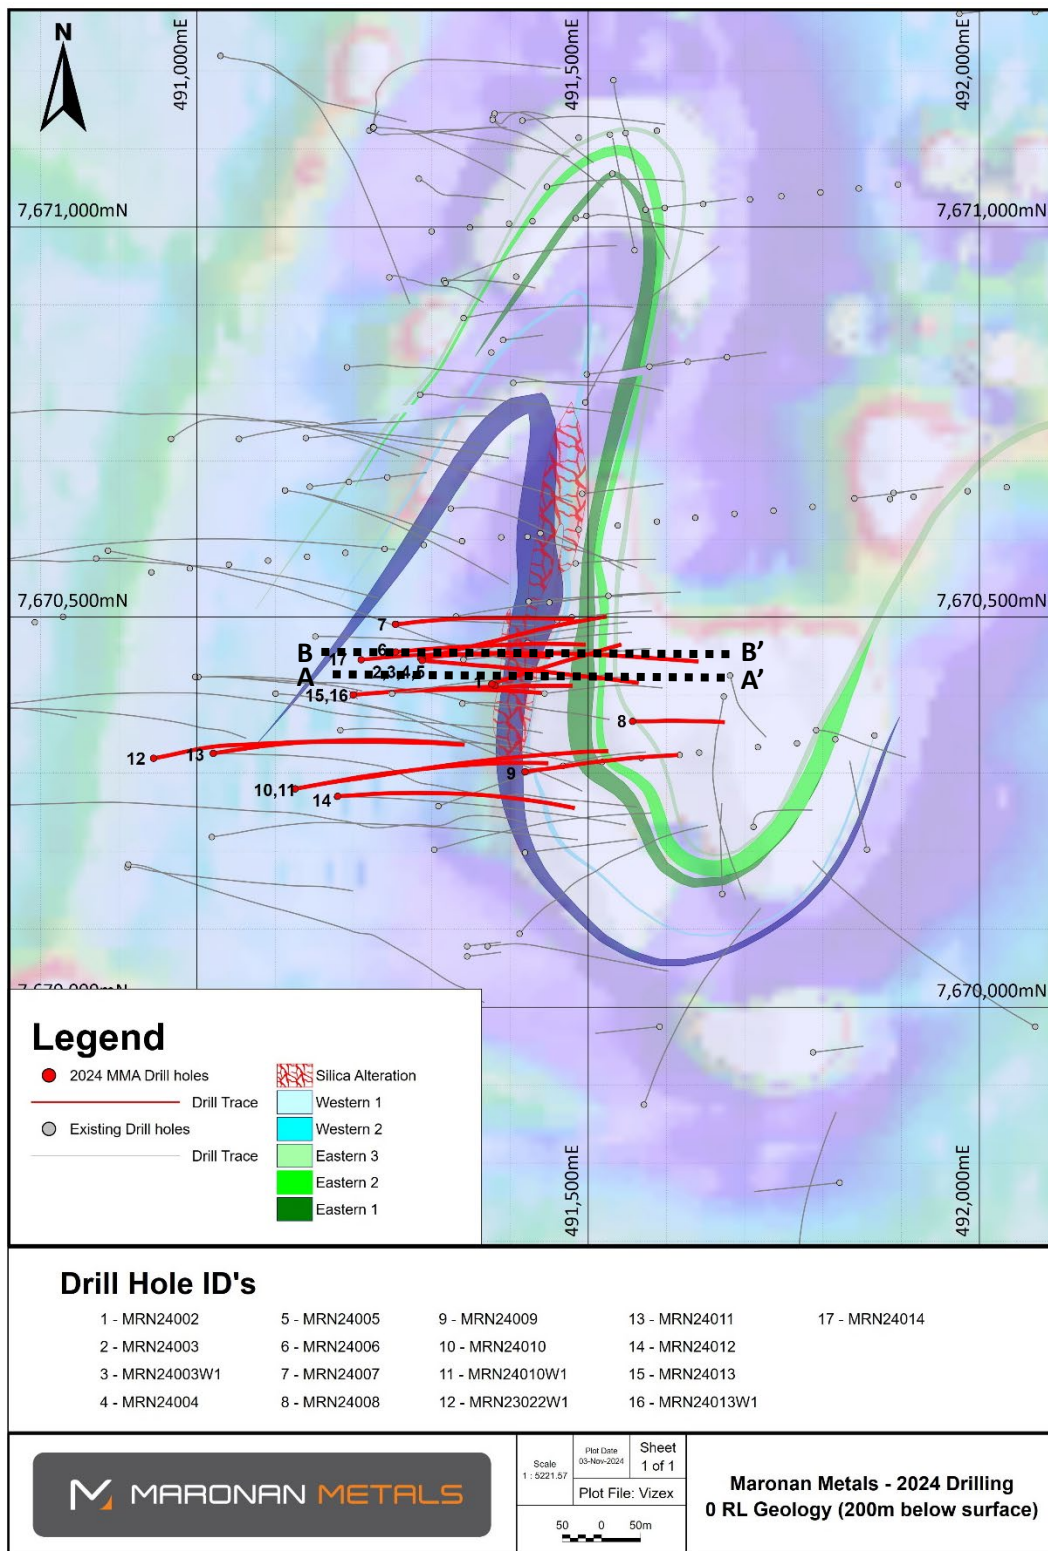 N
491,000mE
491,500mE
492,000mE
7,671,000mN
7,671,000mN
7,670,500mN
7,670,500mN
7
B
6
B'
17
A
2,3,4,5
1
A'
15,16
8
12
13
9
10,11
14
7,670,000mN
7,670,000mN
491,500mE
492,000mE
Legend
2024 MMA Drill holes
Drill Trace
Existing Drill holes
Drill Trace
Silica Alteration
Western 1
Western 2
Eastern 3
Eastern 2
Eastern 1
Drill Hole ID's
1 - MRN24002
2 - MRN24003
3 - MRN24003W1
4 - MRN24004
5 - MRN24005
6 - MRN24006
7 - MRN24007
8 - MRN24008
9 - MRN24009
10 - MRN24010
11 - MRN24010W1
12 - MRN23022W1
13 - MRN24011
14 - MRN24012
15 - MRN24013
16 - MRN24013W1
17 - MRN24014
MARONAN METALS
Scale
1 : 5221.57
Plot Date
03-Nov-2024
Sheet
1 of 1
Plot File: Vizex
50 0 50m
Maronan Metals - 2024 Drilling
0 RL Geology (200m below surface)